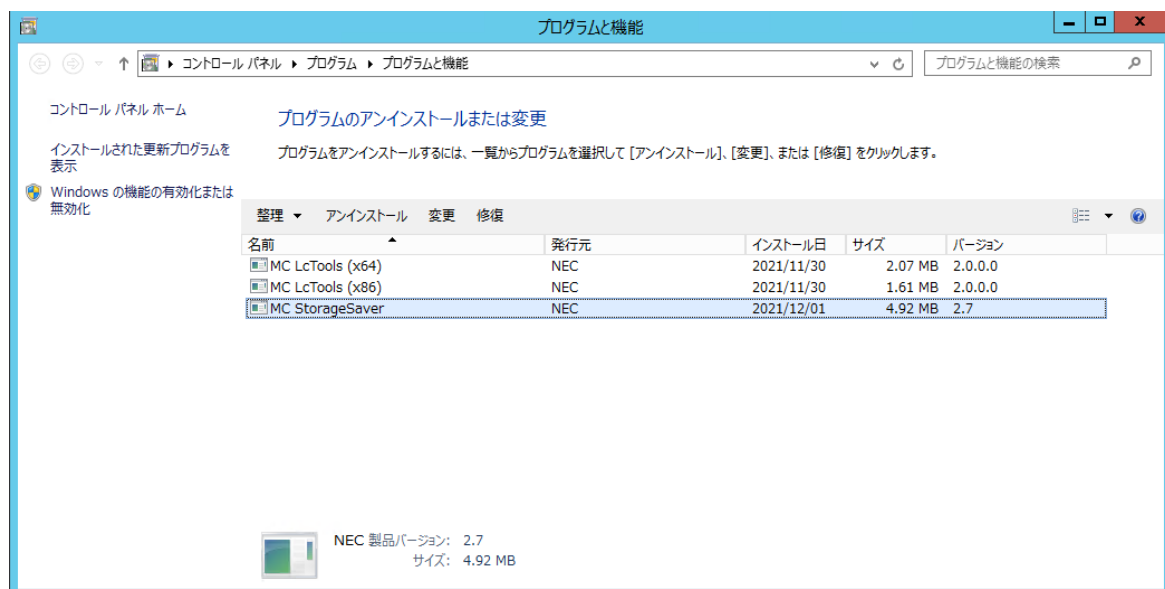 プログラムと機能
コントロール パネル プログラム プログラムと機能
プログラムと機能の検索
コントロール パネル ホーム
インストールされた更新プログラムを
表示
Windows の機能の有効化または
無効化
プログラムのアンインストールまたは変更
プログラムをアンインストールするには、一覧からプログラムを選択して [アンインストール]、[変更]、または [修復] をクリックします。
整理 アンインストール 変更 修復
名前 発行元 インストール日 サイズ バージョン
MC LcTools (x64) NEC 2021/11/30 2.07 MB 2.0.0.0
MC LcTools (x86) NEC 2021/11/30 1.61 MB 2.0.0.0
MC StorageSaver NEC 2021/12/01 4.92 MB 2.7
NEC 製品バージョン: 2.7
サイズ: 4.92 MB